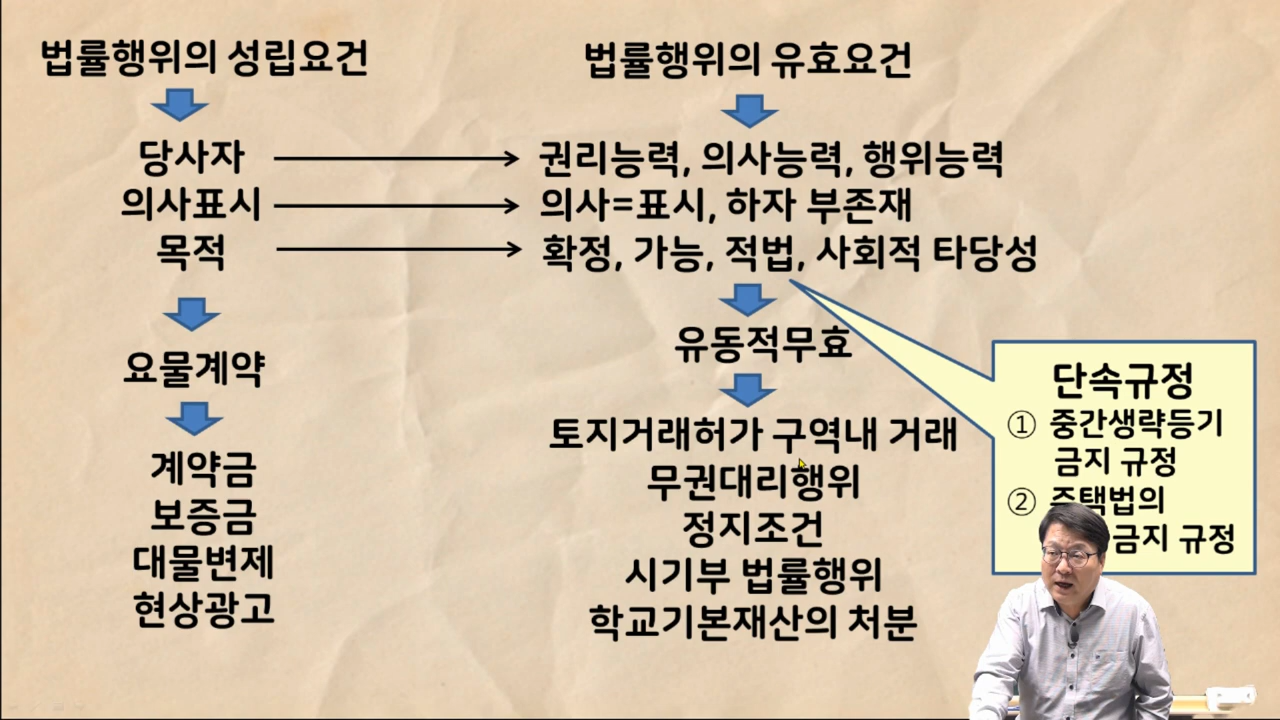 법률행위의 성립요건
당사자
의사표시
목적
요물계약
계약금
보증금
대물변제
현상광고
법률행위의 유효요건
권리능력, 의사능력, 행위능력
의사=표시, 하자 부존재
확정, 가능, 적법, 사회적 타당성
유동적무효
토지거래허가 구역내 거래
무권대리행위
정지조건
시기부 법률행위
학교기본재산의 처분
단속규정
① 중간생략등기
금지 규정
② 주택법의
금지 규정